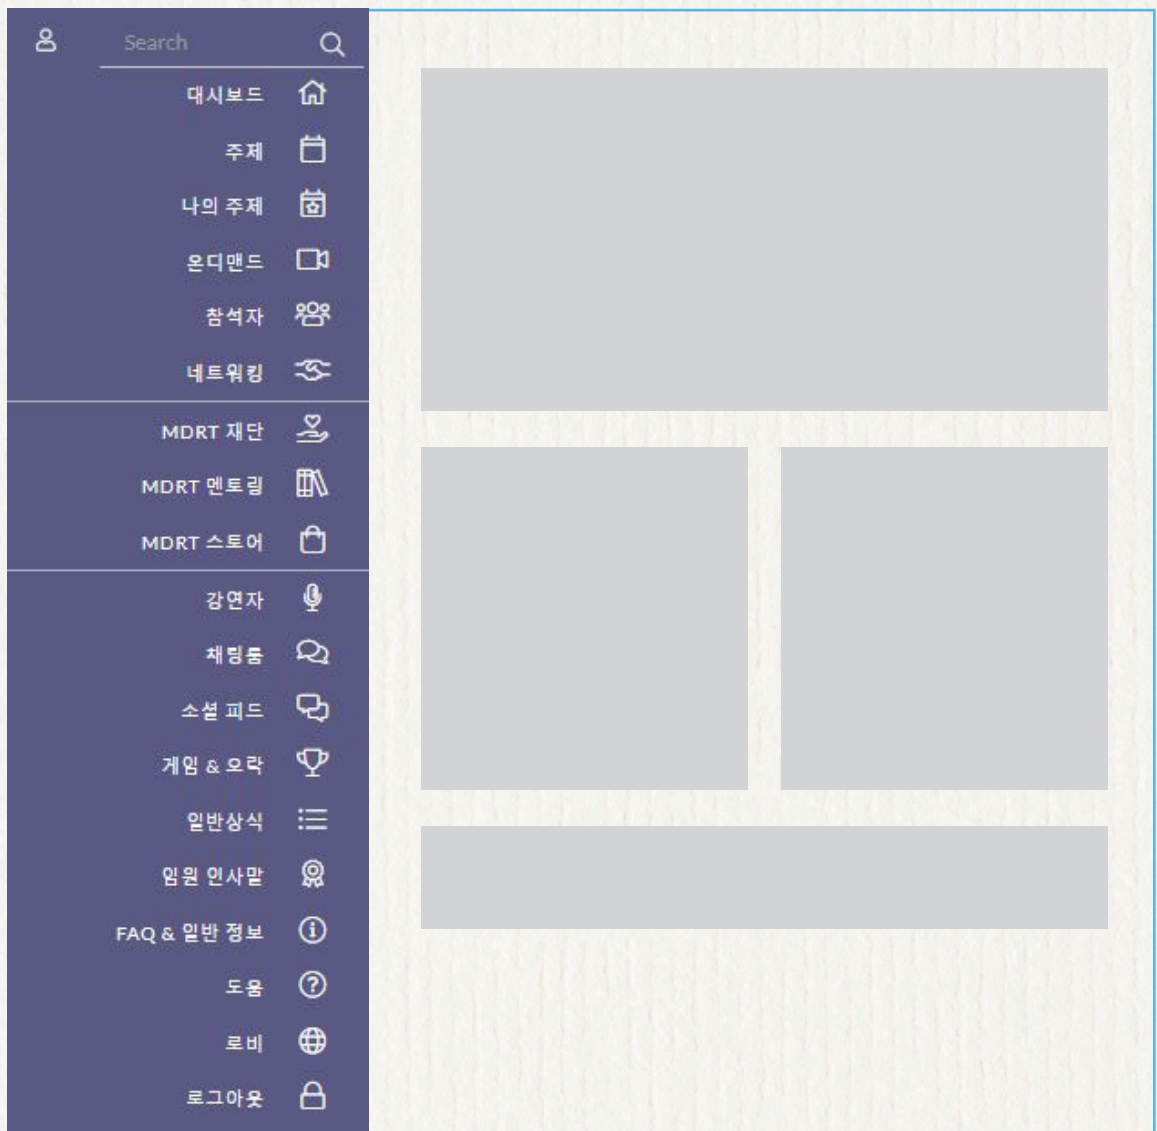 Search
대시보드
주제
나의 주제
온디맨드
참석자
네트워킹
MDRT 재단
MDRT 멘토링
MDRT 스토어
강연자
채팅룸
소셜 피드
게임 & 오락
일반상식
임원 인사말
FAQ & 일반 정보
도움
로비
로그아웃